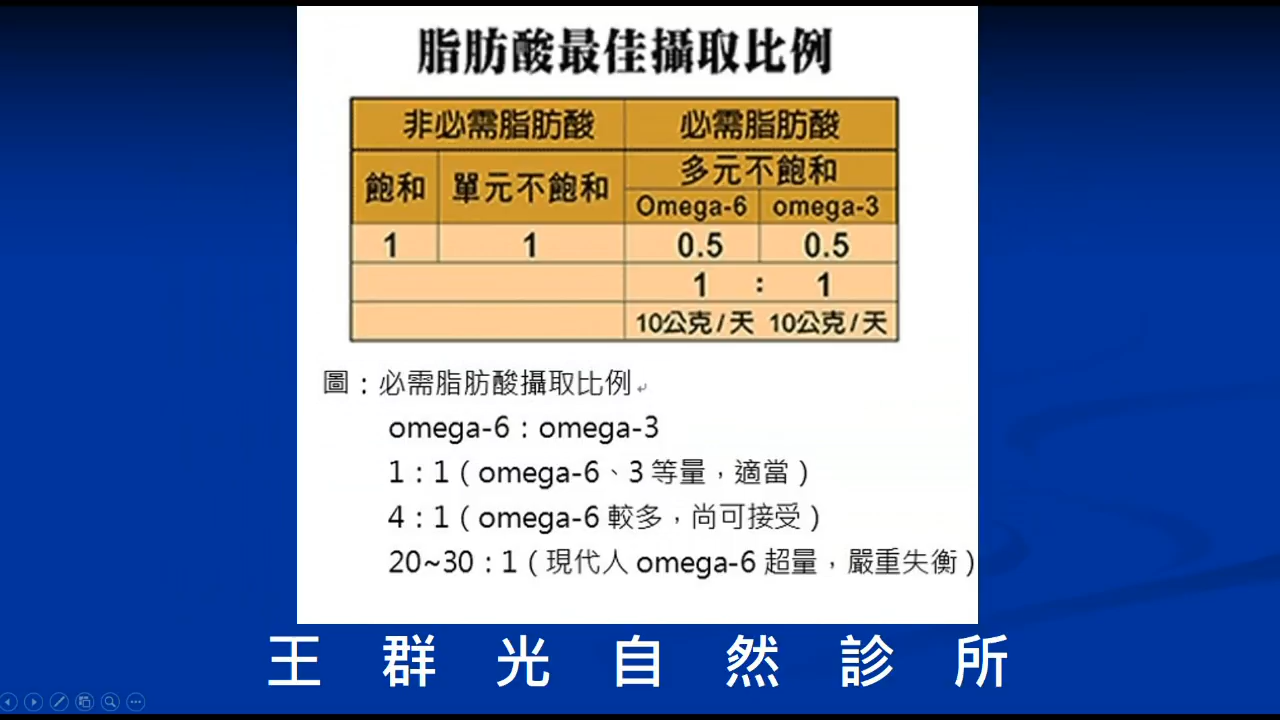 脂肪酸最佳攝取比例
非必需脂肪酸 必需脂肪酸
飽和 單元不飽和 多元不飽和
Omega-6 omega-3
1 1 0.5 0.5
1 : 1
10公克/天 10公克/天
圖：必需脂肪酸攝取比例
omega-6：omega-3
1：1（omega-6、3 等量，適當）
4：1（omega-6 較多，尚可接受）
20~30：1（現代人 omega-6 超量，嚴重失衡）
王群光自然診所